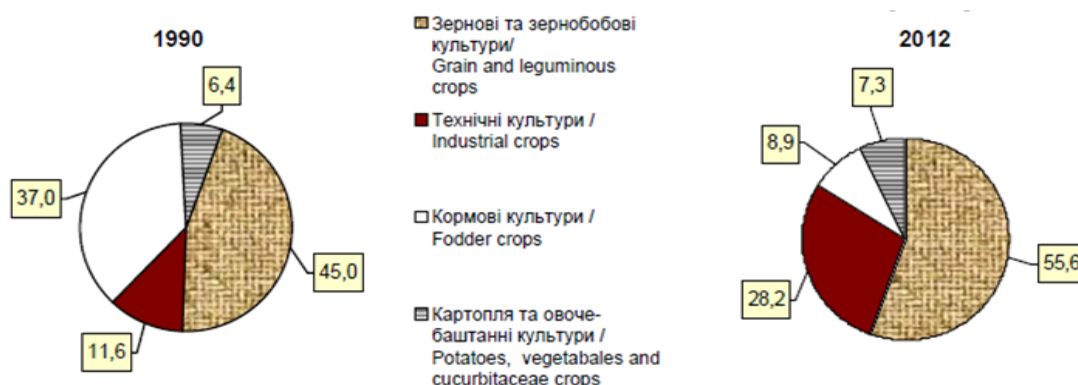 1990
6,4
37,0
45,0
11,6
Зернові та зернобобові
культури/
Grain and leguminous
crops
Технічні культури /
Industrial crops
Кормові культури /
Fodder crops
Картопля та овоче-
баштанні культури /
Potatoes, vegetabales and
cucurbitaceae crops
2012
7,3
8,9
55,6
28,2